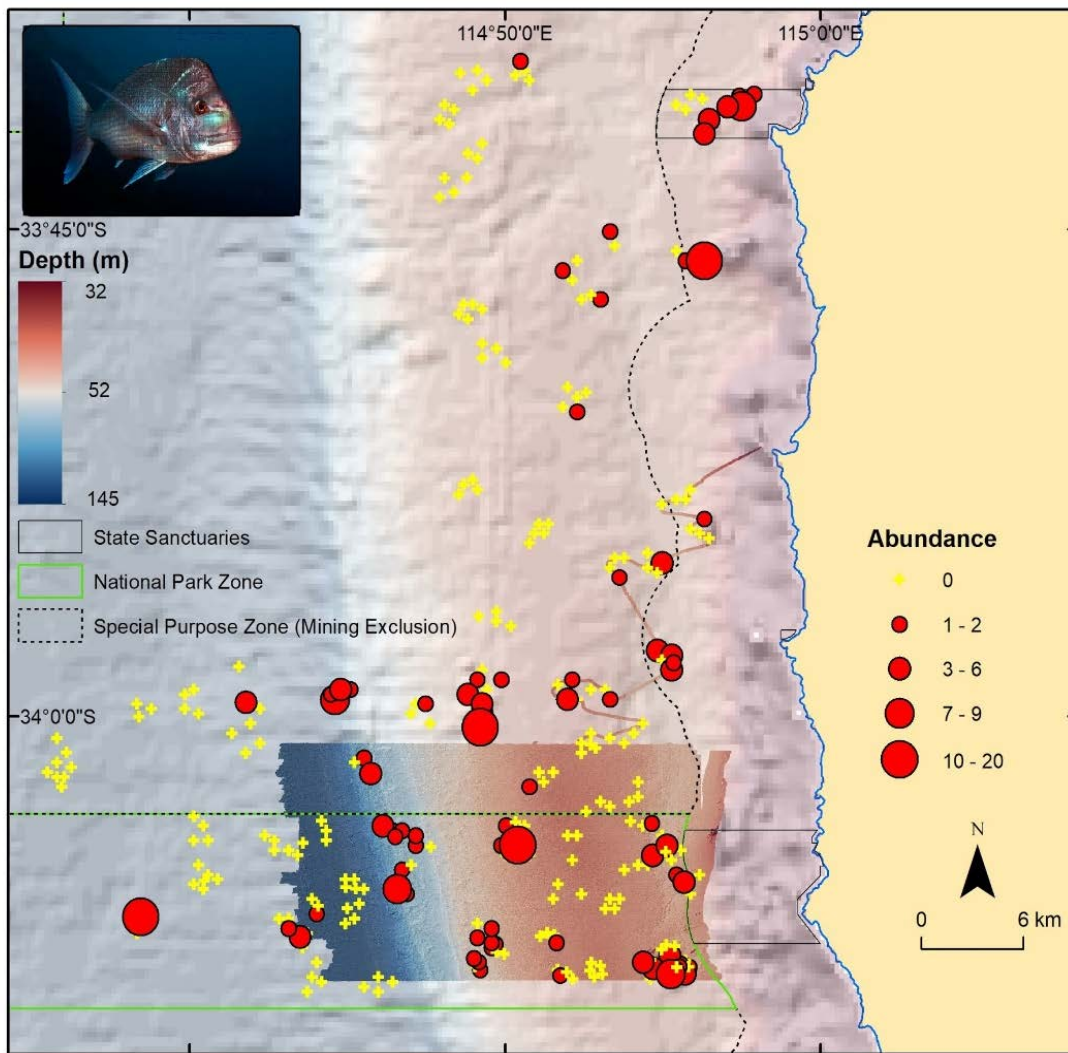 114°50'0"E
115°0'0"E
33°45'0"S
Depth (m)
32
52
145
State Sanctuaries
National Park Zone
Special Purpose Zone (Mining Exclusion)
34°0'0"S
Abundance
0
1 - 2
3 - 6
7 - 9
10 - 20
N
0 6 km